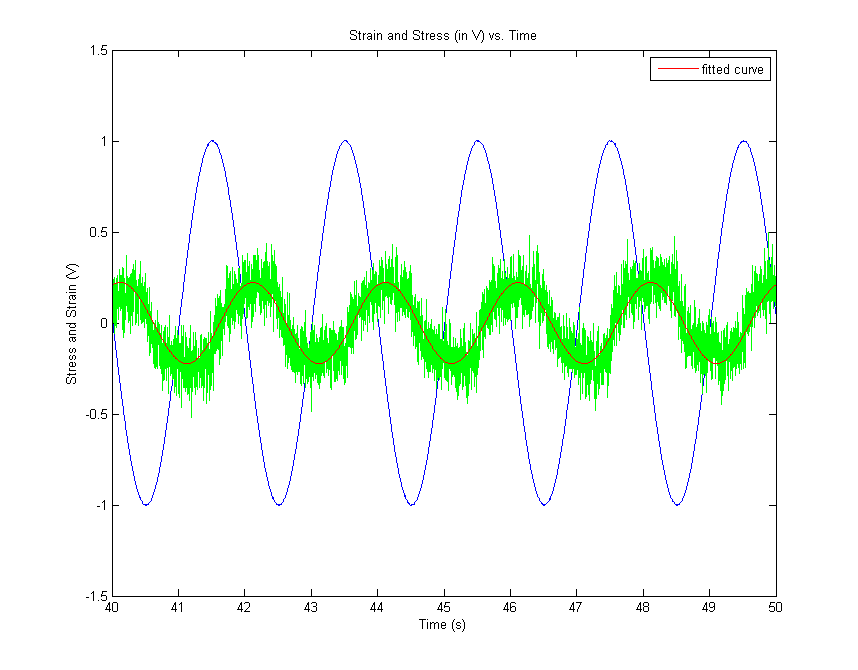 Strain and Stress (in V) vs. Time
fitted curve
1.5
1
0.5
0
-0.5
-1
-1.5
Stress and Strain (V)
40 41 42 43 44 45 46 47 48 49 50
Time (s)